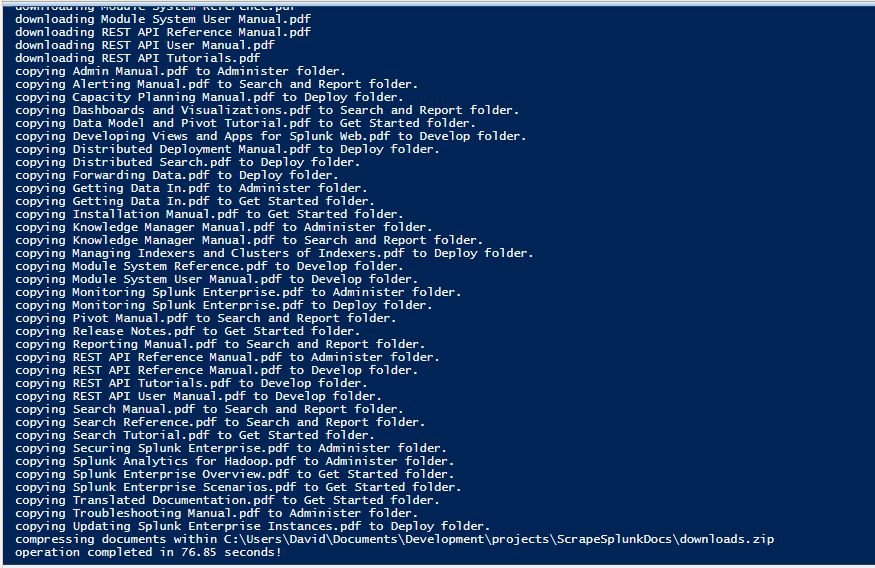 downloading Module System Reference.pdf
downloading Module System User Manual.pdf
downloading REST API Reference Manual.pdf
downloading REST API User Manual.pdf
downloading REST API Tutorials.pdf
copying Admin Manual.pdf to Administer folder.
copying Alerting Manual.pdf to Search and Report folder.
copying Capacity Planning Manual.pdf to Deploy folder.
copying Dashboards and Visualizations.pdf to Search and Report folder.
copying Data Model and Pivot Tutorial.pdf to Get Started folder.
copying Developing Views and Apps for Splunk Web.pdf to Develop folder.
copying Distributed Deployment Manual.pdf to Deploy folder.
copying Distributed Search.pdf to Deploy folder.
copying Forwarding Data.pdf to Deploy folder.
copying Getting Data In.pdf to Administer folder.
copying Getting Data In.pdf to Get Started folder.
copying Installation Manual.pdf to Get Started folder.
copying Knowledge Manager Manual.pdf to Administer folder.
copying Knowledge Manager Manual.pdf to Search and Report folder.
copying Managing Indexers and Clusters of Indexers.pdf to Deploy folder.
copying Module System Reference.pdf to Develop folder.
copying Module System User Manual.pdf to Develop folder.
copying Monitoring Splunk Enterprise.pdf to Administer folder.
copying Monitoring Splunk Enterprise.pdf to Deploy folder.
copying Pivot Manual.pdf to Search and Report folder.
copying Release Notes.pdf to Get Started folder.
copying Reporting Manual.pdf to Search and Report folder.
copying REST API Reference Manual.pdf to Administer folder.
copying REST API Reference Manual.pdf to Develop folder.
copying REST API Tutorials.pdf to Develop folder.
copying REST API User Manual.pdf to Develop folder.
copying Search Manual.pdf to Search and Report folder.
copying Search Reference.pdf to Search and Report folder.
copying Search Tutorial.pdf to Get Started folder.
copying Securing Splunk Enterprise.pdf to Administer folder.
copying Splunk Analytics for Hadoop.pdf to Administer folder.
copying Splunk Enterprise Overview.pdf to Get Started folder.
copying Splunk Enterprise Scenarios.pdf to Get Started folder.
copying Translated Documentation.pdf to Get Started folder.
copying Troubleshooting Manual.pdf to Administer folder.
copying Updating Splunk Enterprise Instances.pdf to Deploy folder.
compressing documents within C:\Users\David\Documents\Development\projects\ScrapeSplunkDocs\downloads.zip
operation completed in 76.85 seconds!